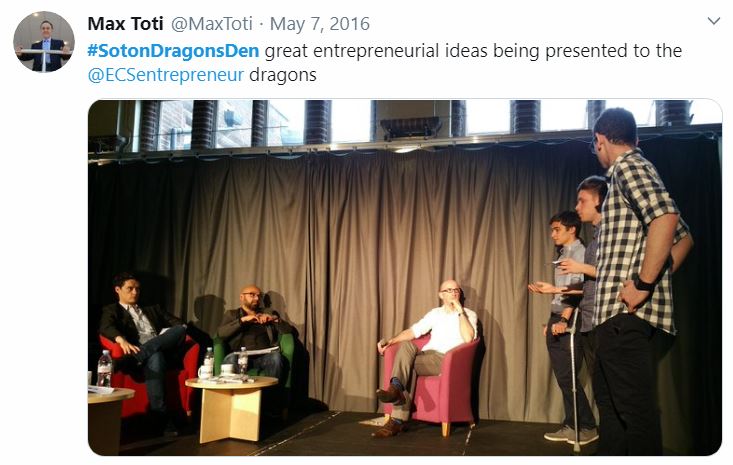 Max Toti @MaxToti · May 7, 2016
#SotonDragonsDen great entrepreneurial ideas being presented to the
@ECSentrepreneur dragons